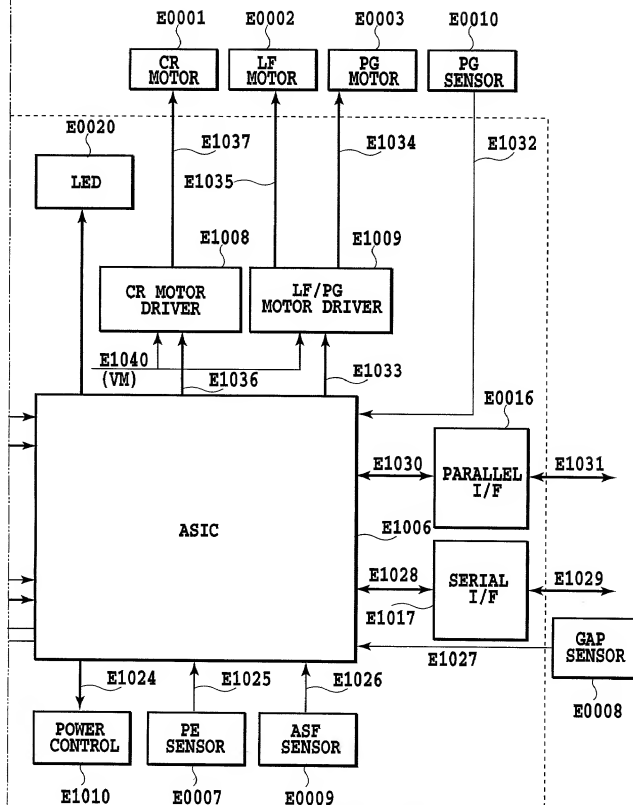 E0001
E0002
E0003
E0010
CR
MOTOR
LF
MOTOR
PG
MOTOR
PG
SENSOR
E0020
E1037
E1034
E1032
LED
E1035
E1008
E1009
CR MOTOR
DRIVER
LF/PG
MOTOR DRIVER
E1040
(VM)
E1036
E1033
E0016
E1030
PARALLEL
I/F
E1031
ASIC
E1006
E1028
SERIAL
I/F
E1029
E1017
E1027
GAP
SENSOR
E1024
E1025
E1026
E0008
POWER
CONTROL
PE
SENSOR
ASF
SENSOR
E1010
E0007
E0009